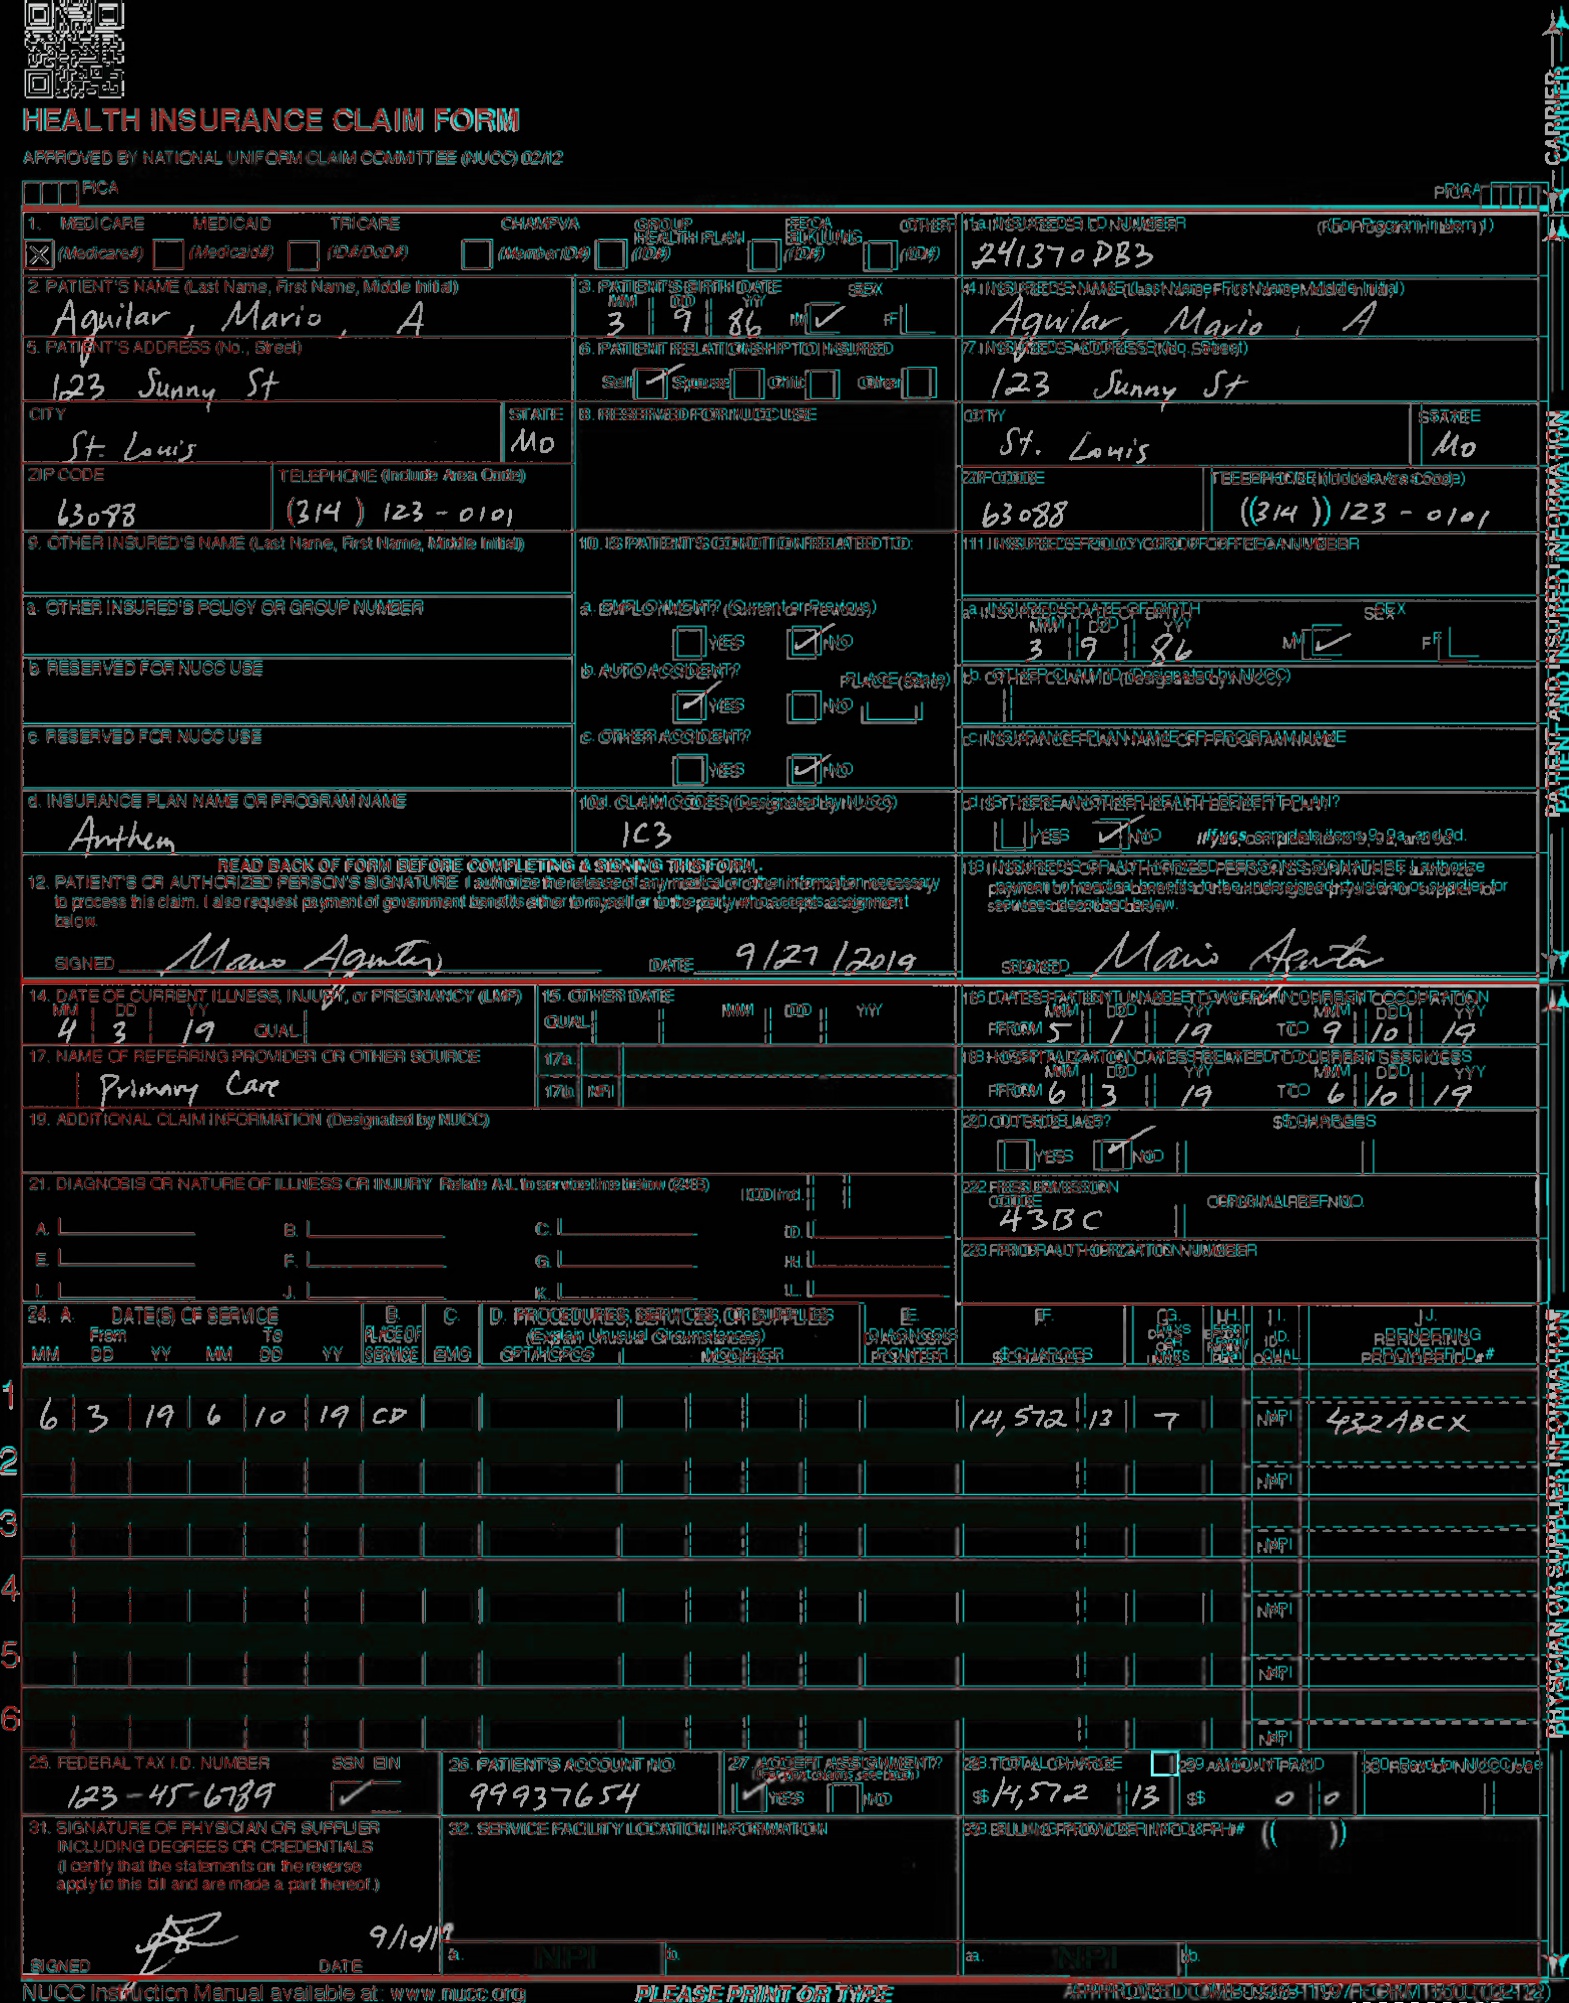 HEALTH INSURANCE CLAIM FORM
APPROVED BY NATIONAL UNIFORM CLAIM COMMITTEE (NUCC) 02/12
PICA PICA
1. MEDICARE MEDICAID TRICARE CHAMPVA GROUP HEALTH PLAN FECA BLK LUNG OTHER
(Medicare#) (Medicaid#) (ID#/DoD#) (Member ID#) (ID#) (ID#) (ID#)
1a. INSURED'S I.D. NUMBER (For Program in Item 1)
241370PB3
2. PATIENT'S NAME (Last Name, First Name, Middle Initial)
Aguilar, Mario, A
3. PATIENT'S BIRTH DATE SEX
MM DD YY
3 9 86 M F
4. INSURED'S NAME (Last Name, First Name, Middle Initial)
Aguilar, Mario, A
5. PATIENT'S ADDRESS (No., Street)
123 Sunny St
6. PATIENT RELATIONSHIP TO INSURED
Self Spouse Child Other
7. INSURED'S ADDRESS (No., Street)
123 Sunny St
CITY STATE
St. Louis MO
8. RESERVED FOR NUCC USE
CITY STATE
St. Louis MO
ZIP CODE TELEPHONE (Include Area Code)
63088 (314) 123-0101
ZIP CODE TELEPHONE (Include Area Code)
63088 (314) 123-0101
9. OTHER INSURED'S NAME (Last Name, First Name, Middle Initial)
10. IS PATIENT'S CONDITION RELATED TO:
11. INSURED'S POLICY GROUP OR FECA NUMBER
a. OTHER INSURED'S POLICY OR GROUP NUMBER
a. EMPLOYMENT? (Current or Previous)
YES NO
a. INSURED'S DATE OF BIRTH SEX
MM DD YY
3 9 86 M F
b. RESERVED FOR NUCC USE
b. AUTO ACCIDENT? PLACE (State)
YES NO
b. OTHER CLAIM ID (Designated by NUCC)
c. RESERVED FOR NUCC USE
c. OTHER ACCIDENT?
YES NO
c. INSURANCE PLAN NAME OR PROGRAM NAME
d. INSURANCE PLAN NAME OR PROGRAM NAME
Anthem
10d. CLAIM CODES (Designated by NUCC)
1C3
d. IS THERE ANOTHER HEALTH BENEFIT PLAN?
YES NO If yes, complete items 9, 9a, and 9d.
READ BACK OF FORM BEFORE COMPLETING & SIGNING THIS FORM.
12. PATIENT'S OR AUTHORIZED PERSON'S SIGNATURE I authorize the release of any medical or other information necessary
to process this claim. I also request payment of government benefits either to myself or to the party who accepts assignment
below.
SIGNED Mario Aguilar DATE 9/27/2019
13. INSURED'S OR AUTHORIZED PERSON'S SIGNATURE I authorize
payment of medical benefits to the undersigned physician or supplier for
services described below.
SIGNED Mario Aguilar
14. DATE OF CURRENT ILLNESS, INJURY, or PREGNANCY (LMP)
MM DD YY
4 3 19 QUAL.
15. OTHER DATE
QUAL. MM DD YY
16. DATES PATIENT UNABLE TO WORK IN CURRENT OCCUPATION
MM DD YY MM DD YY
FROM 5 1 19 TO 9 10 19
17. NAME OF REFERRING PROVIDER OR OTHER SOURCE
Primary Care
17a.
17b. NPI
18. HOSPITALIZATION DATES RELATED TO CURRENT SERVICES
MM DD YY MM DD YY
FROM 6 3 19 TO 6 10 19
19. ADDITIONAL CLAIM INFORMATION (Designated by NUCC)
20. OUTSIDE LAB? $ CHARGES
YES NO
21. DIAGNOSIS OR NATURE OF ILLNESS OR INJURY Relate A-L to service line below (24E) ICD Ind.
A. B. C. D.
E. F. G. H.
I. J. K. L.
22. RESUBMISSION CODE ORIGINAL REF. NO.
43BC
23. PRIOR AUTHORIZATION NUMBER
24. A. DATE(S) OF SERVICE B. C. D. PROCEDURES, SERVICES, OR SUPPLIES E. F. G. H. I. J.
From To PLACE OF (Explain Unusual Circumstances) DIAGNOSIS DAYS OR UNITS ID. RENDERING
MM DD YY MM DD YY SERVICE EMG CPT/HCPCS MODIFIER POINTER $ CHARGES QUAL. PROVIDER ID. #
1
6 3 19 6 10 19 CD 14,572 13 7 NPI 432ABCX
2
NPI
3
NPI
4
NPI
5
NPI
6
NPI
25. FEDERAL TAX I.D. NUMBER SSN EIN
123-45-6789
26. PATIENT'S ACCOUNT NO.
99937654
27. ACCEPT ASSIGNMENT?
(For govt. claims, see back)
YES NO
28. TOTAL CHARGE
$ 14,572 13
29. AMOUNT PAID
$ 0 0
30. Rsvd for NUCC Use
31. SIGNATURE OF PHYSICIAN OR SUPPLIER
INCLUDING DEGREES OR CREDENTIALS
(I certify that the statements on the reverse
apply to this bill and are made a part thereof.)
9/10/19
SIGNED DATE
32. SERVICE FACILITY LOCATION INFORMATION
a. NPI b.
33. BILLING PROVIDER INFO & PH # ( )
a. NPI b.
NUCC Instruction Manual available at: www.nucc.org
PLEASE PRINT OR TYPE
CARRIER
PATIENT AND INSURED INFORMATION
PHYSICIAN OR SUPPLIER INFORMATION